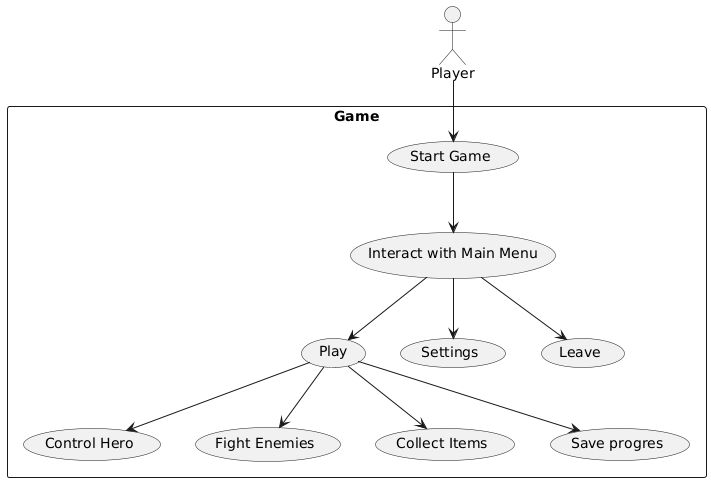 Player
Game
Start Game
Interact with Main Menu
Play
Settings
Leave
Control Hero
Fight Enemies
Collect Items
Save progres